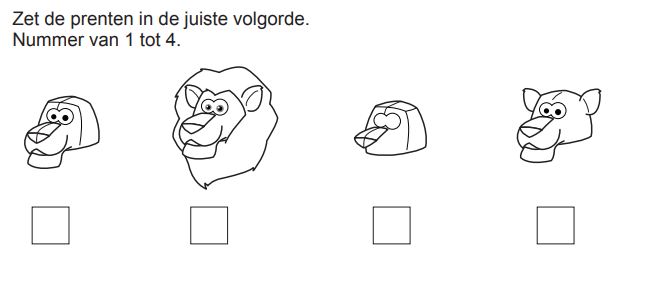 Zet de prenten in de juiste volgorde.
Nummer van 1 tot 4.